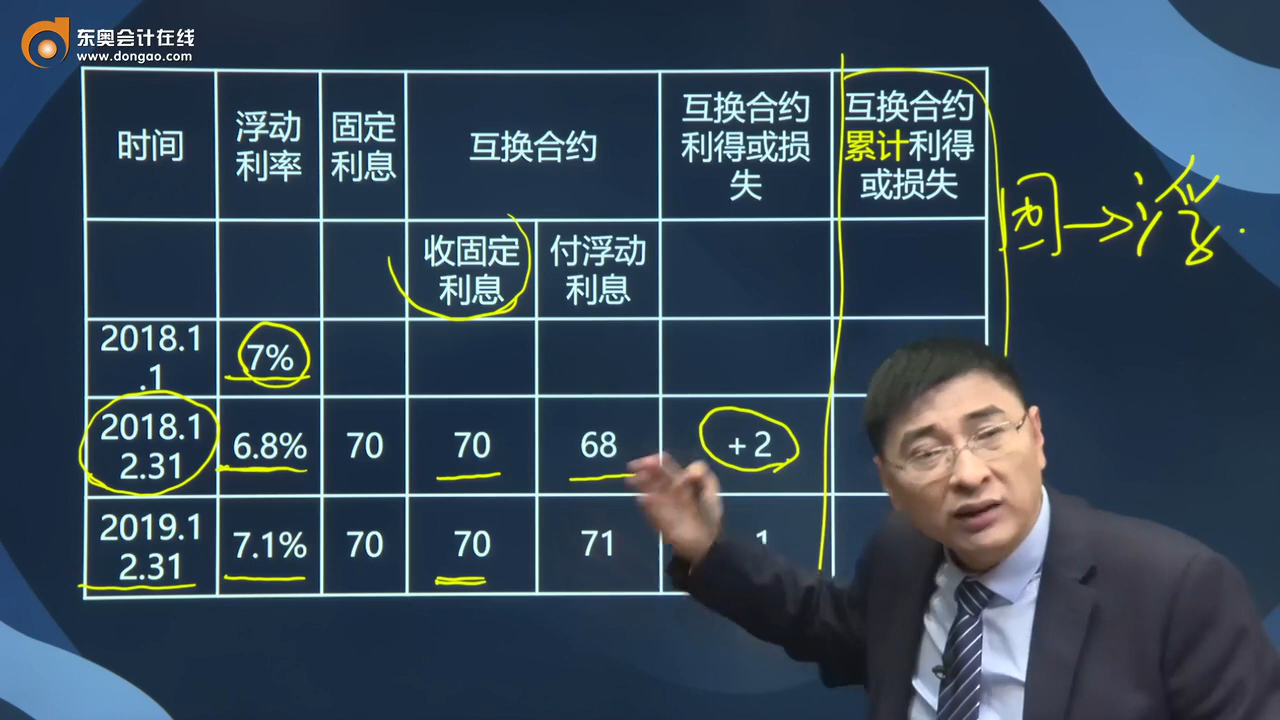 东奥会计在线
www.dongao.com
时间
浮动
利率
固定
利息
互换合约
互换合约
利得或损
失
互换合约
累计利得
或损失
固→浮.
收固定
利息
付浮动
利息
2018.1
.1
7%
2018.1
2.31
6.8%
70
70
68
+2
2019.1
2.31
7.1%
70
70
71
1